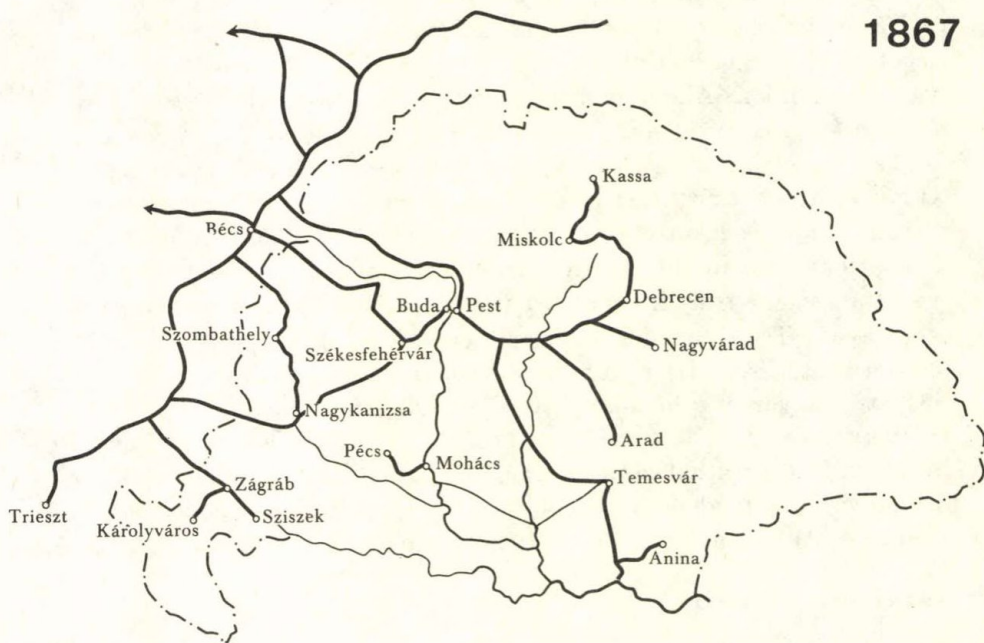 1867
Kassa
Bécs
Miskolc
Debrecen
Buda
Pest
Szombathely
Székesfehérvár
Nagyvárad
Nagykanizsa
Arad
Pécs
Mohács
Temesvár
Zágráb
Trieszt
Károlyváros
Sziszek
Anina